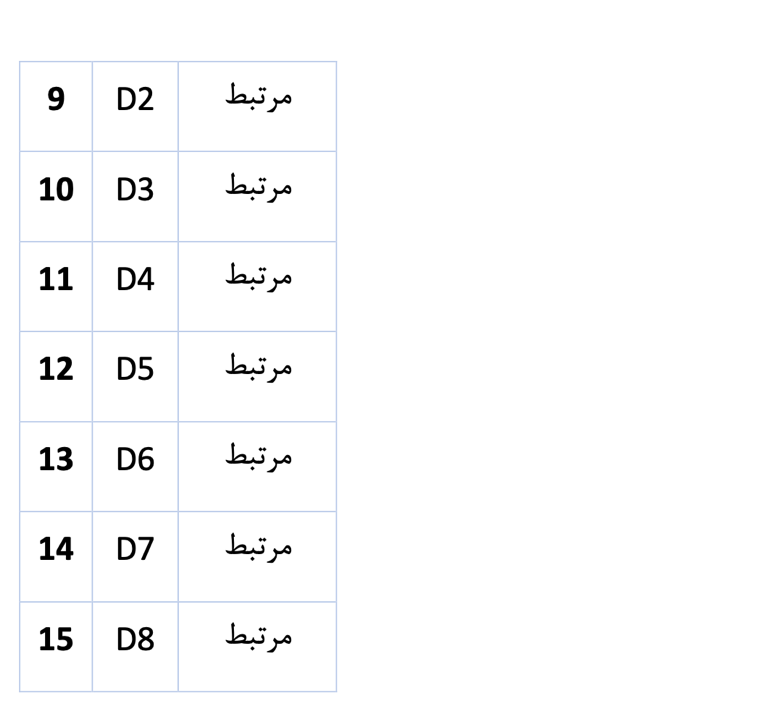 9 D2 مرتبط
10 D3 مرتبط
11 D4 مرتبط
12 D5 مرتبط
13 D6 مرتبط
14 D7 مرتبط
15 D8 مرتبط